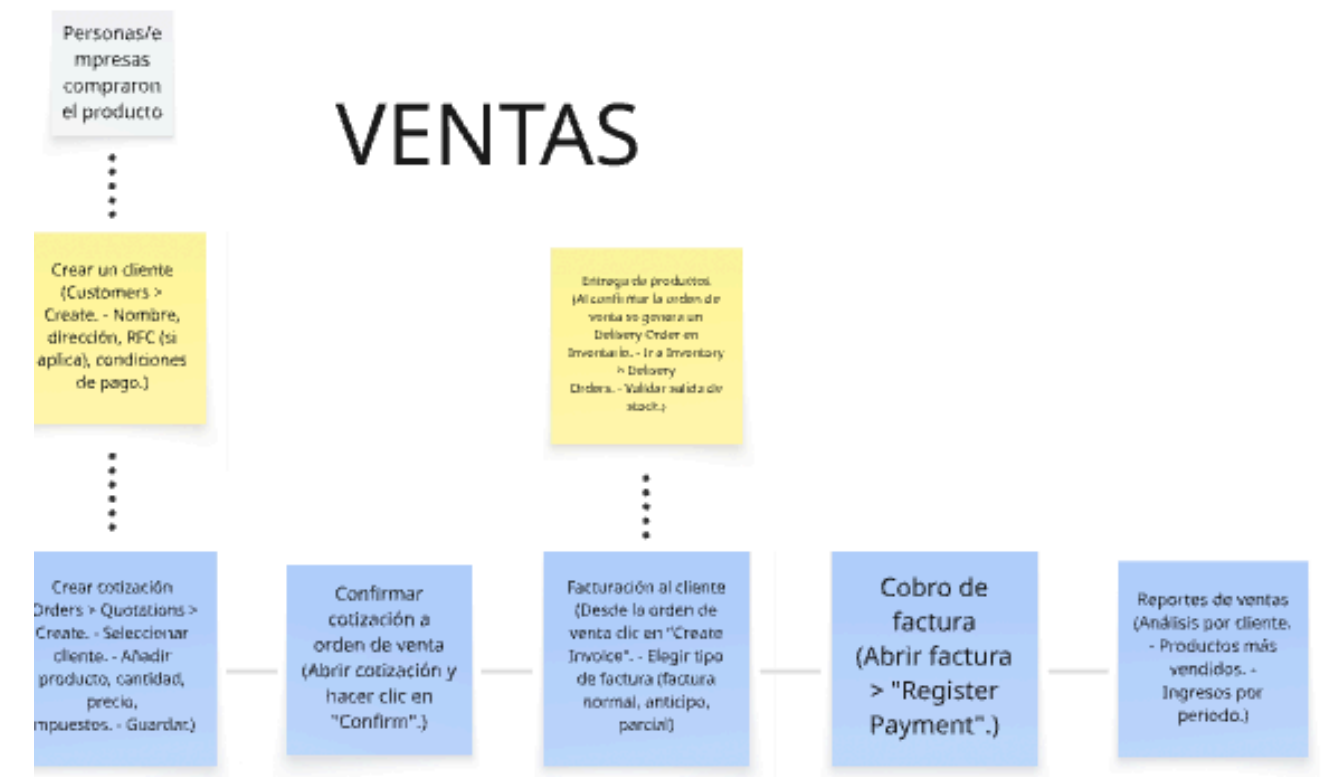 Personas/e
mpresas
compraron
el producto
VENTAS
Crear un cliente
(Customers >
Create. - Nombre,
dirección, RFC (si
aplica), condiciones
de pago.)
Entrega de productos
(Al confirmar la orden de
venta se genera un
Delivery Order en
Inventario. - Ir a Inventory
> Delivery
Orders. - Validar salida de
stock.)
Crear cotización
Orders > Quotations >
Create. - Seleccionar
cliente. - Añadir
producto, cantidad,
precio,
mpuestos. - Guardar.)
Confirmar
cotización a
orden de venta
(Abrir cotización y
hacer clic en
"Confirm".)
Facturación al cliente
(Desde la orden de
venta clic en "Create
Invoice". - Elegir tipo
de factura (factura
normal, anticipo,
parcial)
Cobro de
factura
(Abrir factura
> "Register
Payment".)
Reportes de ventas
(Análisis por cliente.
- Productos más
vendidos. -
Ingresos por
periodo.)